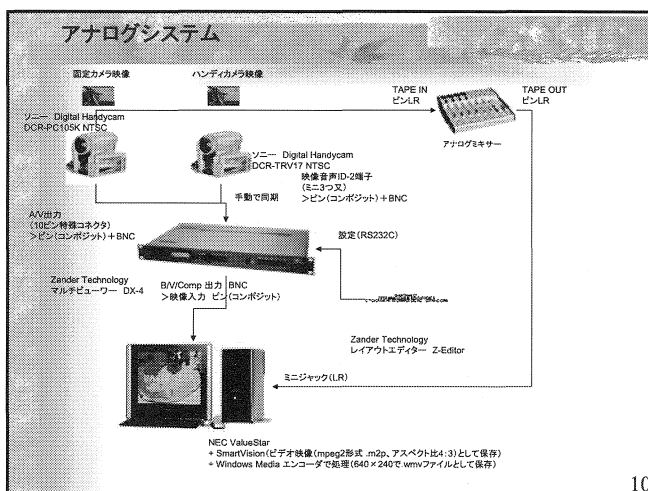 アナログシステム
固定カメラ映像
ハンディカメラ映像
TAPE IN
ピンLR
TAPE OUT
ピンLR
アナログミキサー
ソニー Digital Handycam
DCR-PC105K NTSC
ソニー Digital Handycam
DCR-TRV17 NTSC
映像音声ID-2端子
(ミニ3つ又)
>ピン(コンポジット)+BNC
手動で同期
A/V出力
(10ピン特殊コネクタ)
>ピン(コンポジット)+BNC
設定(RS232C)
Zander Technology
マルチビューワー DX-4
B/V/Comp 出力 BNC
>映像入力 ピン(コンポジット)
Zander Technology
レイアウトエディター Z-Editor
ミニジャック(LR)
NEC ValueStar
+ SmartVision(ビデオ映像(mpeg2形式 .m2p、アスペクト比4:3)として保存)
+ Windows Media エンコーダで処理(640×240で.wmvファイルとして保存)
10